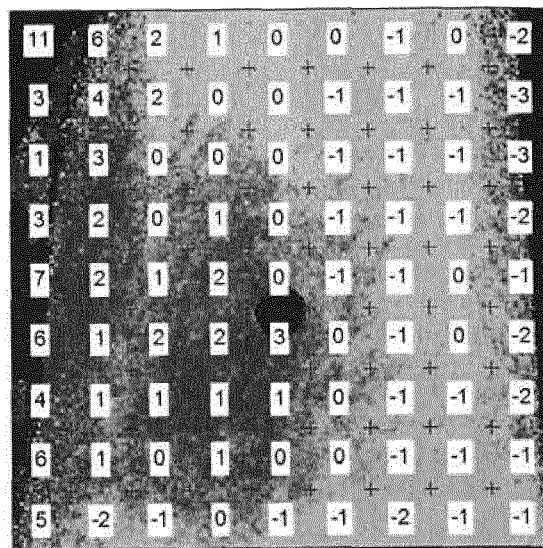 11 6 2 1 0 0 -1 0 -2
3 4 2 0 0 -1 -1 -1 -3
1 3 0 0 0 -1 -1 -1 -3
3 2 0 1 0 -1 -1 -1 -2
7 2 1 2 0 -1 -1 0 -1
6 1 2 2 3 0 -1 0 -2
4 1 1 1 1 0 -1 -1 -2
6 1 0 1 0 0 -1 -1 -1
5 -2 -1 0 -1 -1 -2 -1 -1